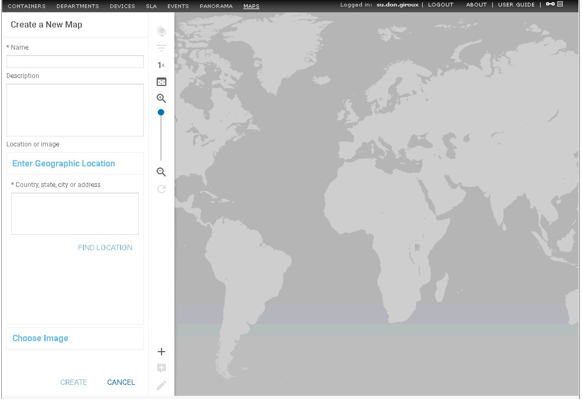 CONTAINERS DEPARTMENTS DEVICES SLA EVENTS PANORAMA MAPS Logged in: su.don.giroux | LOGOUT ABOUT | USER GUIDE |
Create a New Map
* Name
Description
Location or image
Enter Geographic Location
* Country, state, city or address
FIND LOCATION
Choose Image
CREATE CANCEL